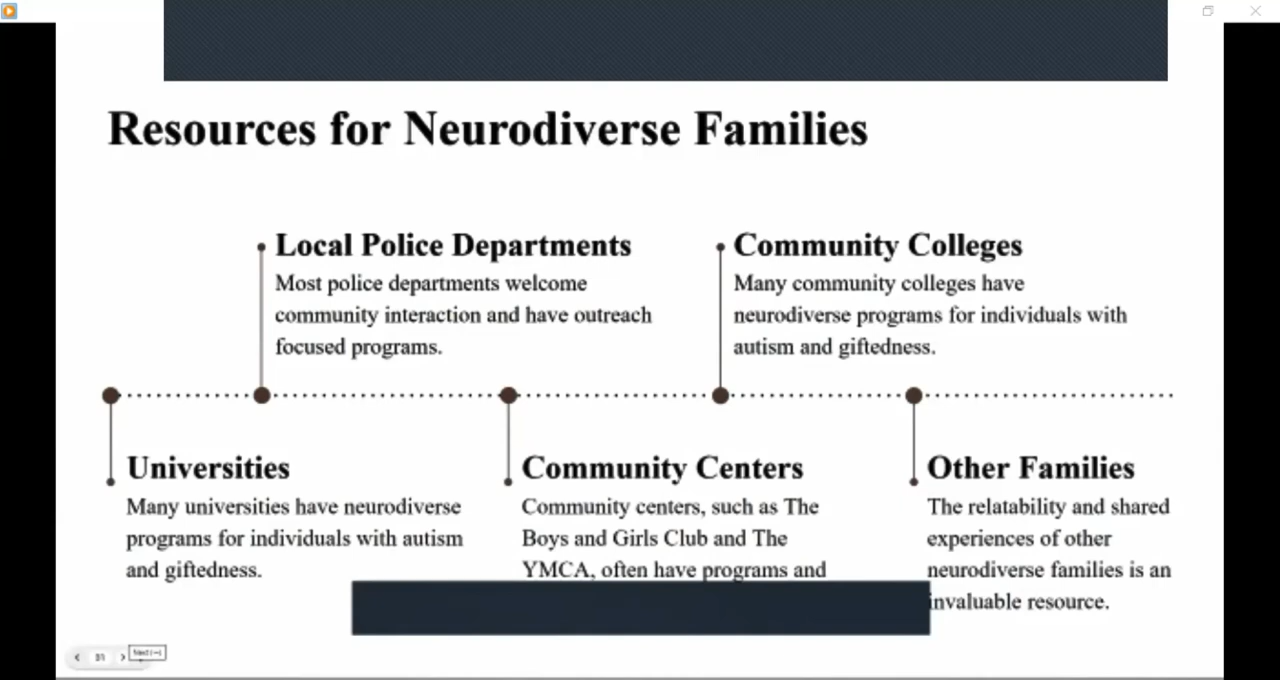 Resources for Neurodiverse Families
Local Police Departments
Most police departments welcome
community interaction and have outreach
focused programs.
Community Colleges
Many community colleges have
neurodiverse programs for individuals with
autism and giftedness.
Universities
Many universities have neurodiverse
programs for individuals with autism
and giftedness.
Community Centers
Community centers, such as The
Boys and Girls Club and The
YMCA, often have programs and
Other Families
The relatability and shared
experiences of other
neurodiverse families is an
invaluable resource.